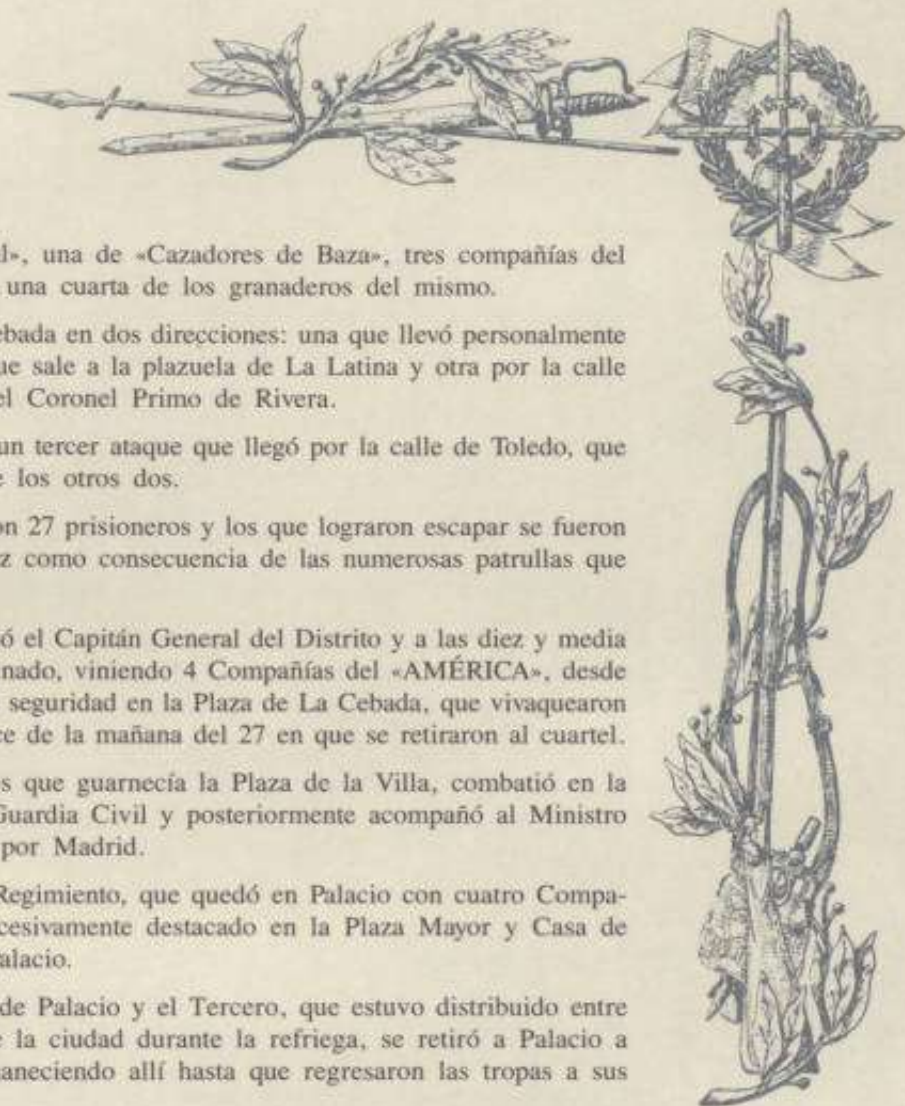 l», una de «Cazadores de Baza», tres compañías del
una cuarta de los granaderos del mismo.
ebada en dos direcciones: una que llevó personalmente
ue sale a la plazuela de La Latina y otra por la calle
el Coronel Primo de Rivera.
un tercer ataque que llegó por la calle de Toledo, que
e los otros dos.
on 27 prisioneros y los que lograron escapar se fueron
z como consecuencia de las numerosas patrullas que
ó el Capitán General del Distrito y a las diez y media
nado, viniendo 4 Compañías del «AMÉRICA», desde
seguridad en la Plaza de La Cebada, que vivaquearon
ce de la mañana del 27 en que se retiraron al cuartel.
os que guarnecía la Plaza de la Villa, combatió en la
Guardia Civil y posteriormente acompañó al Ministro
por Madrid.
Regimiento, que quedó en Palacio con cuatro Compa-
cesivamente destacado en la Plaza Mayor y Casa de
alacio.
de Palacio y el Tercero, que estuvo distribuido entre
e la ciudad durante la refriega, se retiró a Palacio a
naneciendo allí hasta que regresaron las tropas a sus